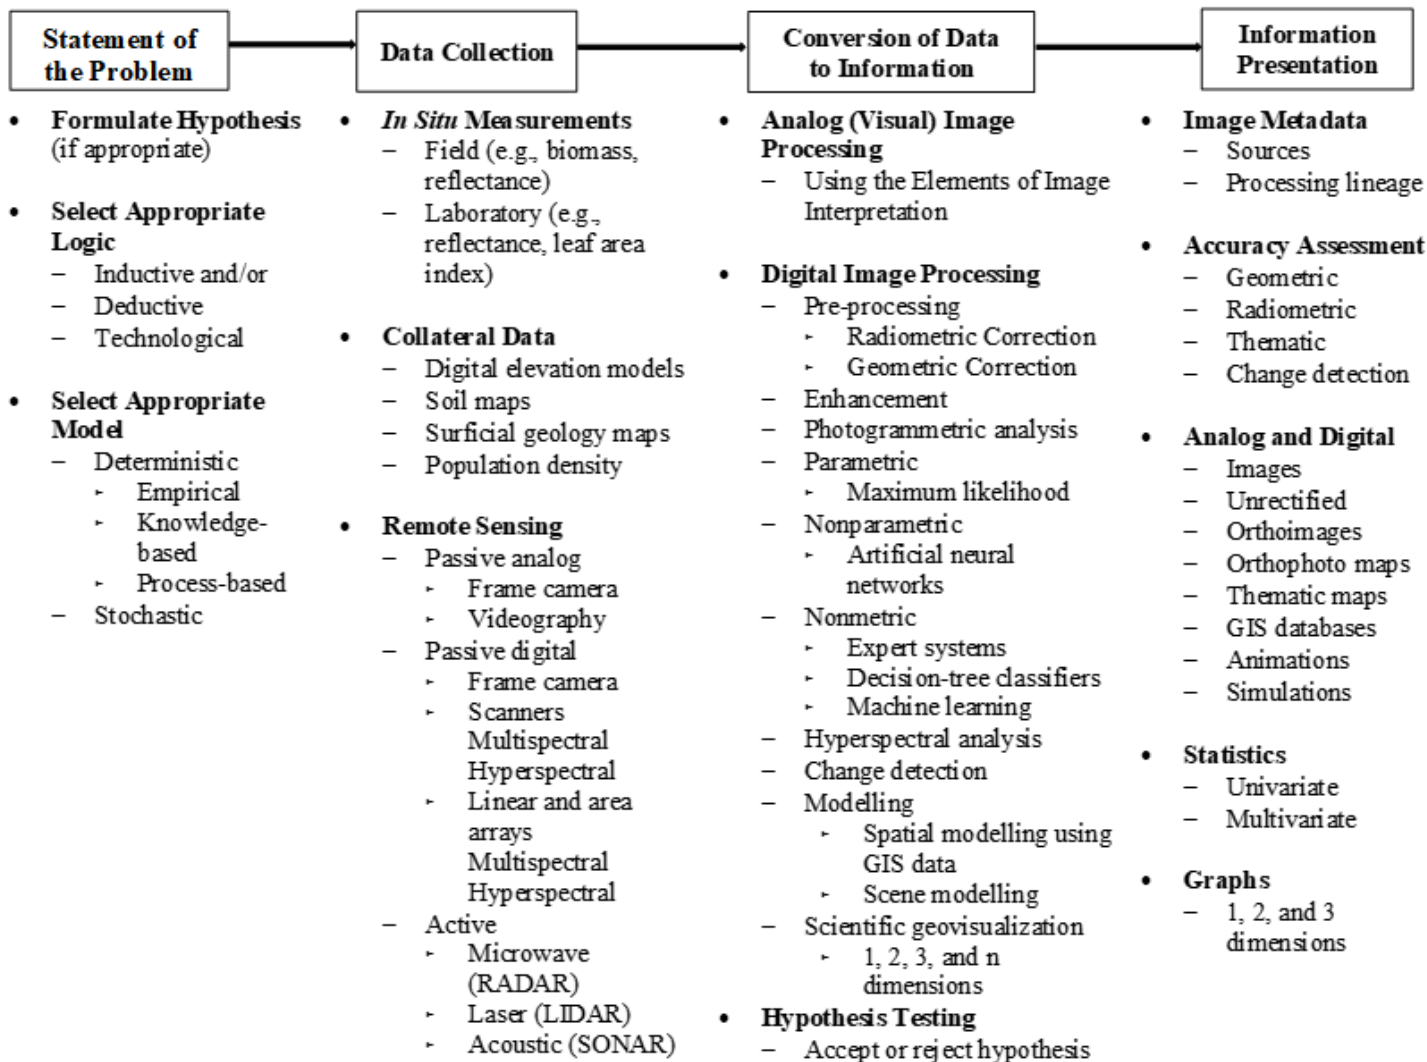 Statement of
the Problem
Data Collection
Conversion of Data
to Information
Information
Presentation
• Formulate Hypothesis
(if appropriate)
• Select Appropriate
Logic
– Inductive and/or
– Deductive
– Technological
• Select Appropriate
Model
– Deterministic
▸ Empirical
▸ Knowledge-
based
▸ Process-based
– Stochastic
• In Situ Measurements
– Field (e.g., biomass,
reflectance)
– Laboratory (e.g.,
reflectance, leaf area
index)
• Collateral Data
– Digital elevation models
– Soil maps
– Surficial geology maps
– Population density
• Remote Sensing
– Passive analog
▸ Frame camera
▸ Videography
– Passive digital
▸ Frame camera
▸ Scanners
Multispectral
Hyperspectral
▸ Linear and area
arrays
Multispectral
Hyperspectral
– Active
▸ Microwave
(RADAR)
▸ Laser (LIDAR)
▸ Acoustic (SONAR)
• Analog (Visual) Image
Processing
– Using the Elements of Image
Interpretation
• Digital Image Processing
– Pre-processing
▸ Radiometric Correction
▸ Geometric Correction
– Enhancement
– Photogrammetric analysis
– Parametric
▸ Maximum likelihood
– Nonparametric
▸ Artificial neural
networks
– Nonmetric
▸ Expert systems
▸ Decision-tree classifiers
▸ Machine learning
– Hyperspectral analysis
– Change detection
– Modelling
▸ Spatial modelling using
GIS data
▸ Scene modelling
– Scientific geovisualization
▸ 1, 2, 3, and n
dimensions
• Hypothesis Testing
– Accept or reject hypothesis
• Image Metadata
– Sources
– Processing lineage
• Accuracy Assessment
– Geometric
– Radiometric
– Thematic
– Change detection
• Analog and Digital
– Images
– Unrectified
– Orthoimages
– Orthophoto maps
– Thematic maps
– GIS databases
– Animations
– Simulations
• Statistics
– Univariate
– Multivariate
• Graphs
– 1, 2, and 3
dimensions